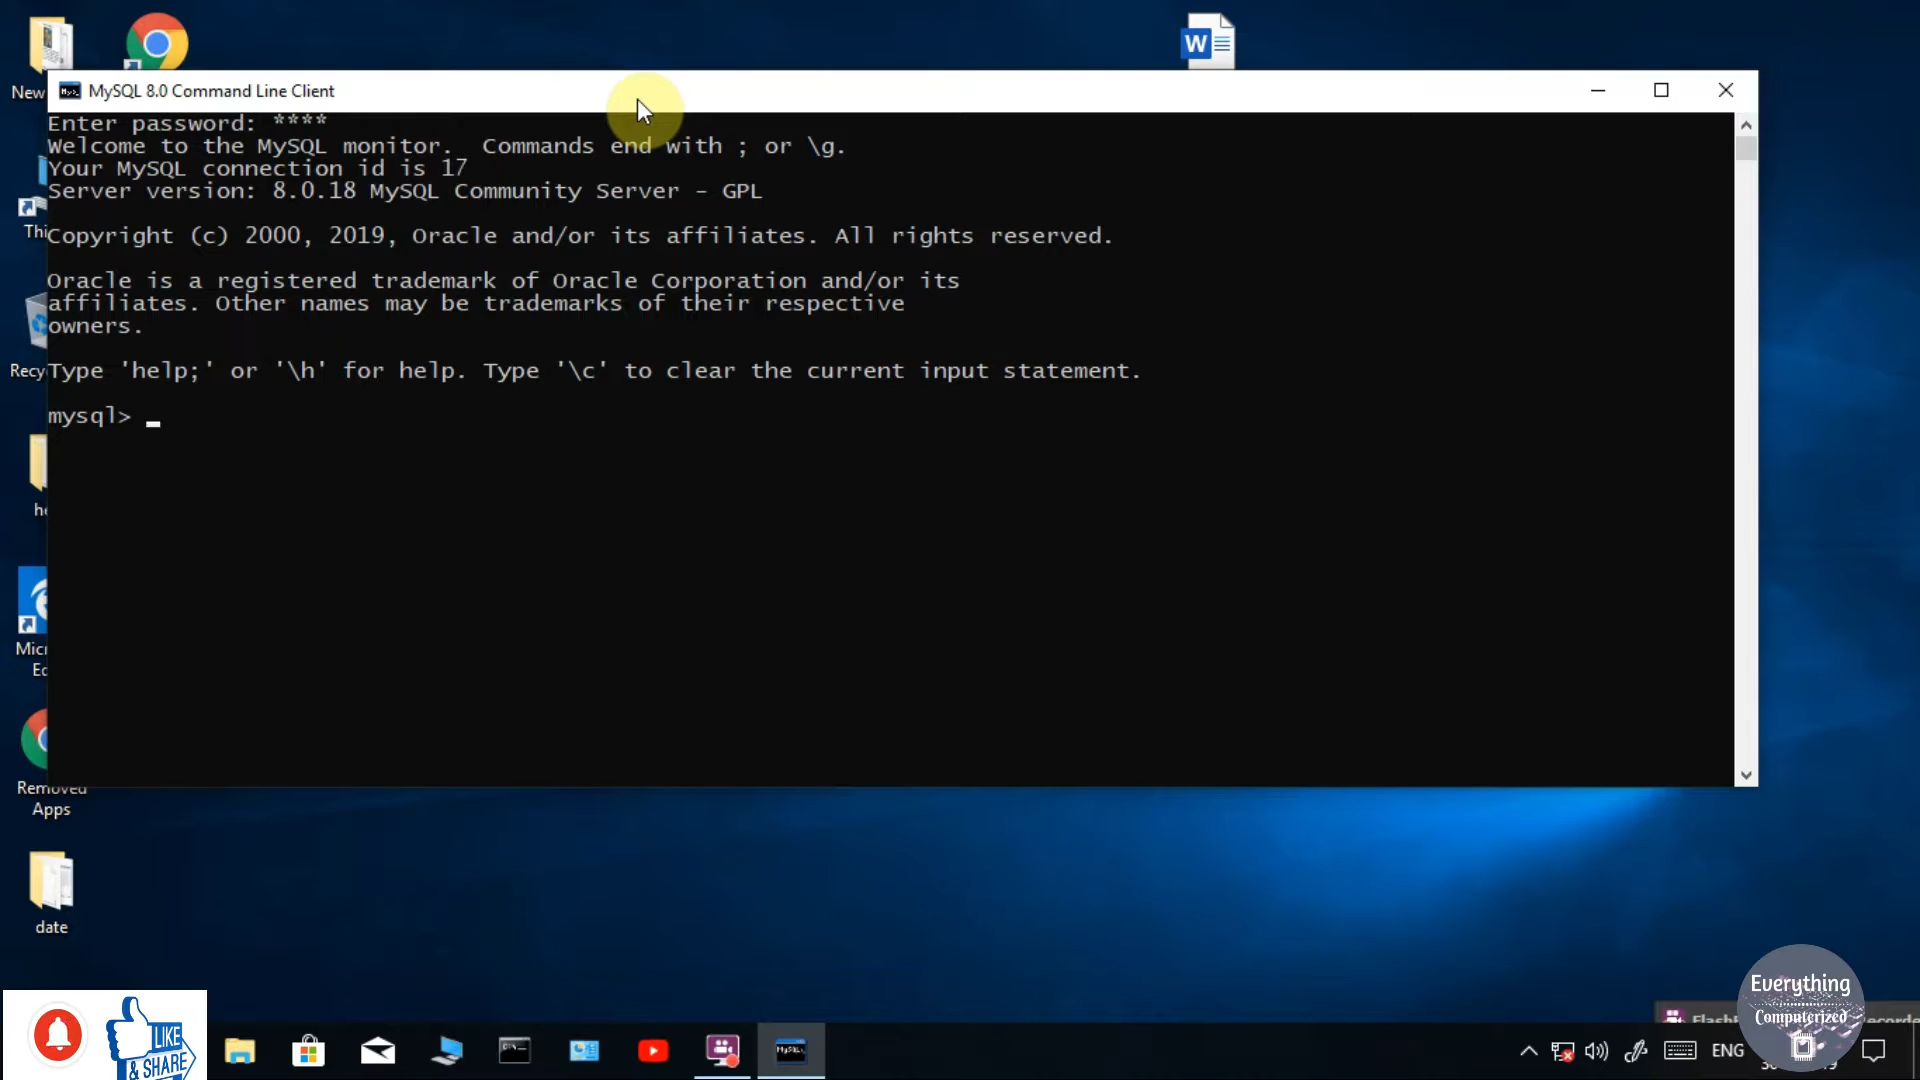 W
New
MySQL 8.0 Command Line Client
Enter password: ****
Welcome to the MySQL monitor.  Commands end with ; or \g.
Your MySQL connection id is 17
Server version: 8.0.18 MySQL Community Server - GPL
Thi
Copyright (c) 2000, 2019, Oracle and/or its affiliates. All rights reserved.
Oracle is a registered trademark of Oracle Corporation and/or its
affiliates. Other names may be trademarks of their respective
owners.
Recy
Type 'help;' or '\h' for help. Type '\c' to clear the current input statement.
mysql> _
he
Micr
Ed
Removed
Apps
date
Everything
Computerized
LIKE
& SHARE
MySQL
ENG